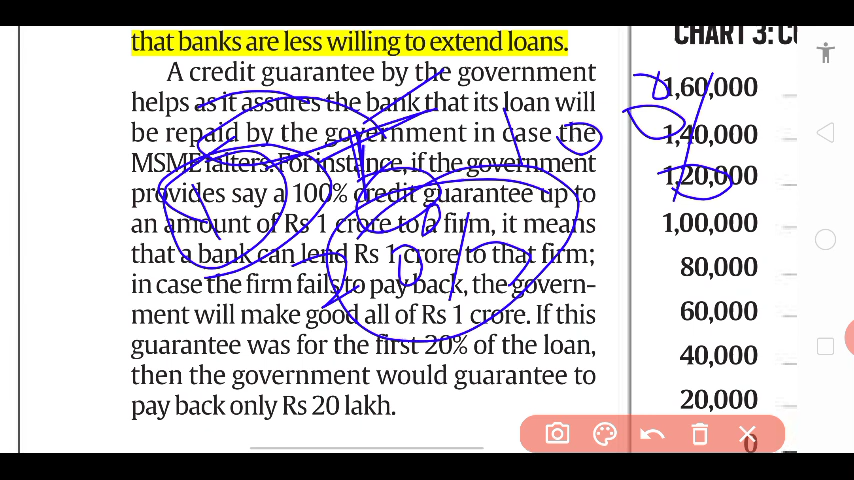 that banks are less willing to extend loans.
A credit guarantee by the government
helps as it assures the bank that its loan will
be repaid by the government in case the
MSME falters. For instance, if the government
provides say a 100% credit guarantee up to
an amount of Rs 1 crore to a firm, it means
that a bank can lend Rs 1 crore to that firm;
in case the firm fails to pay back, the govern-
ment will make good all of Rs 1 crore. If this
guarantee was for the first 20% of the loan,
then the government would guarantee to
pay back only Rs 20 lakh.
CHART 3: CU
1,60,000
1,40,000
1,20,000
1,00,000
80,000
60,000
40,000
20,000
0